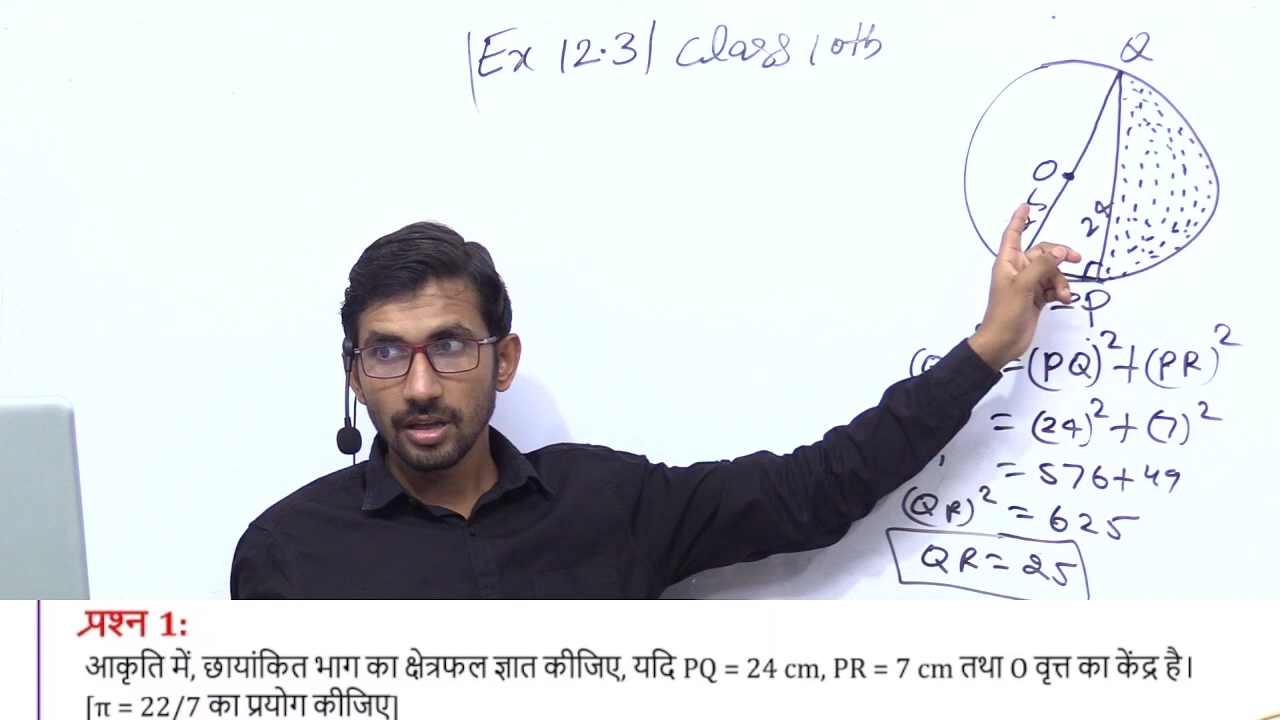 |Ex 12.3| Class 10th
Q
O
24
P
= (PQ)² + (PR)²
= (24)² + (7)²
= 576 + 49
(QR)² = 625
QR = 25
प्रश्न 1:
आकृति में, छायांकित भाग का क्षेत्रफल ज्ञात कीजिए, यदि PQ = 24 cm, PR = 7 cm तथा O वृत्त का केंद्र है।
[π = 22/7 का प्रयोग कीजिए]